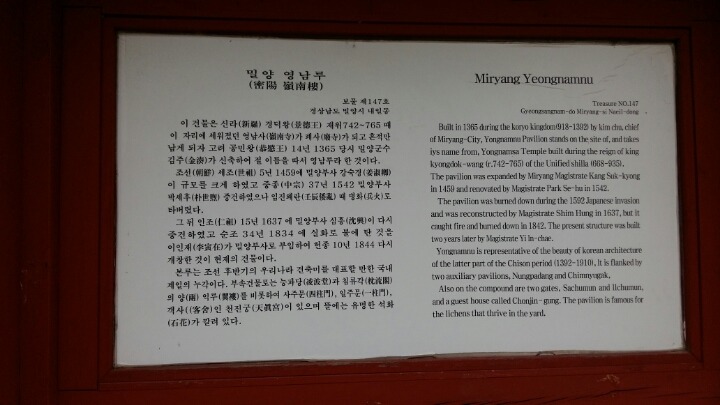 밀양 영남루
(密陽 嶺南樓)
보물 제147호
경상남도 밀양시 내일동
이 건물은 신라(新羅) 경덕왕(景德王) 재위742~765 때
이 자리에 세워졌던 영남사(嶺南寺)가 폐사(廢寺)가 되고 흔적만
남게 되자 고려 공민왕(恭愍王) 14년 1365 당시 밀양군수
김주(金湊)가 신축하여 절 이름을 따서 영남루라 한 것이다.
조선(朝鮮) 세조(世祖) 5년 1459에 밀양부사 강숙경(姜淑卿)
이 규모를 크게 하였고 중종(中宗) 37년 1542 밀양부사
박세후(朴世煦)가 중건하였으나 임진왜란(壬辰倭亂)때 병화(兵火)로
타버렸다.
그 뒤 인조(仁祖) 15년 1637에 밀양부사 심흥(沈興)이 다시
중건하였고 순조 34년 1834 에 실화로 불에 탄 것을
이인재(李寅在)가 밀양부사로 부임하여 헌종 10년 1844 다시
개창한 것이 현재의 건물이다.
본루는 조선 후반기의 우리나라 건축미를 대표할 만한 국내
제일의 누각이다. 부속건물로는 능파당(凌波堂)과 침류각(枕流閣)
의 양(兩) 익루(翼樓)를 비롯하여 사주문(四柱門), 일주문(一柱門),
객사((客舍)인 천진궁(天眞宮)이 있으며 뜰에는 유명한 석화
(石花)가 깔려 있다.
Miryang Yeongnamnu
Treasure NO.147
Gyeongsangnam-do Miryang-si Naeil-dong
Built in 1365 during the koryo kingdom(918-1392) by kim chu, chief
of Miryang-City, Yongnamnu Pavilion stands on the site of, and takes
iys name from, Yongnamsa Temple built during the reign of king
kyongdok-wang (r.742-765) of the Unified shilla (668-935).
The pavilion was expanded by Miryang Magistrate Kang Suk-kyong
in 1459 and renovated by Magistrate Park Se-hu in 1542.
The pavilion was burned down during the 1592 Japanese invasion
and was reconstructed by Magistrate Shim Hung in 1637, but it
caught fire and burned down in 1842. The present structure was built
two years later by Magistrate Yi In-chae.
Yongnamnu is representative of the beauty of korean architecture
of the latter part of the Chison period (1392-1910), It is flanked by
two auxiliary pavilions, Nungpadang and Chimnyugak,
Also on the compound are two gates, Sachumun and Ilchumun,
and a guest house called Chonjin-gung. The pavilion is famous for
the lichens that thrive in the yard.